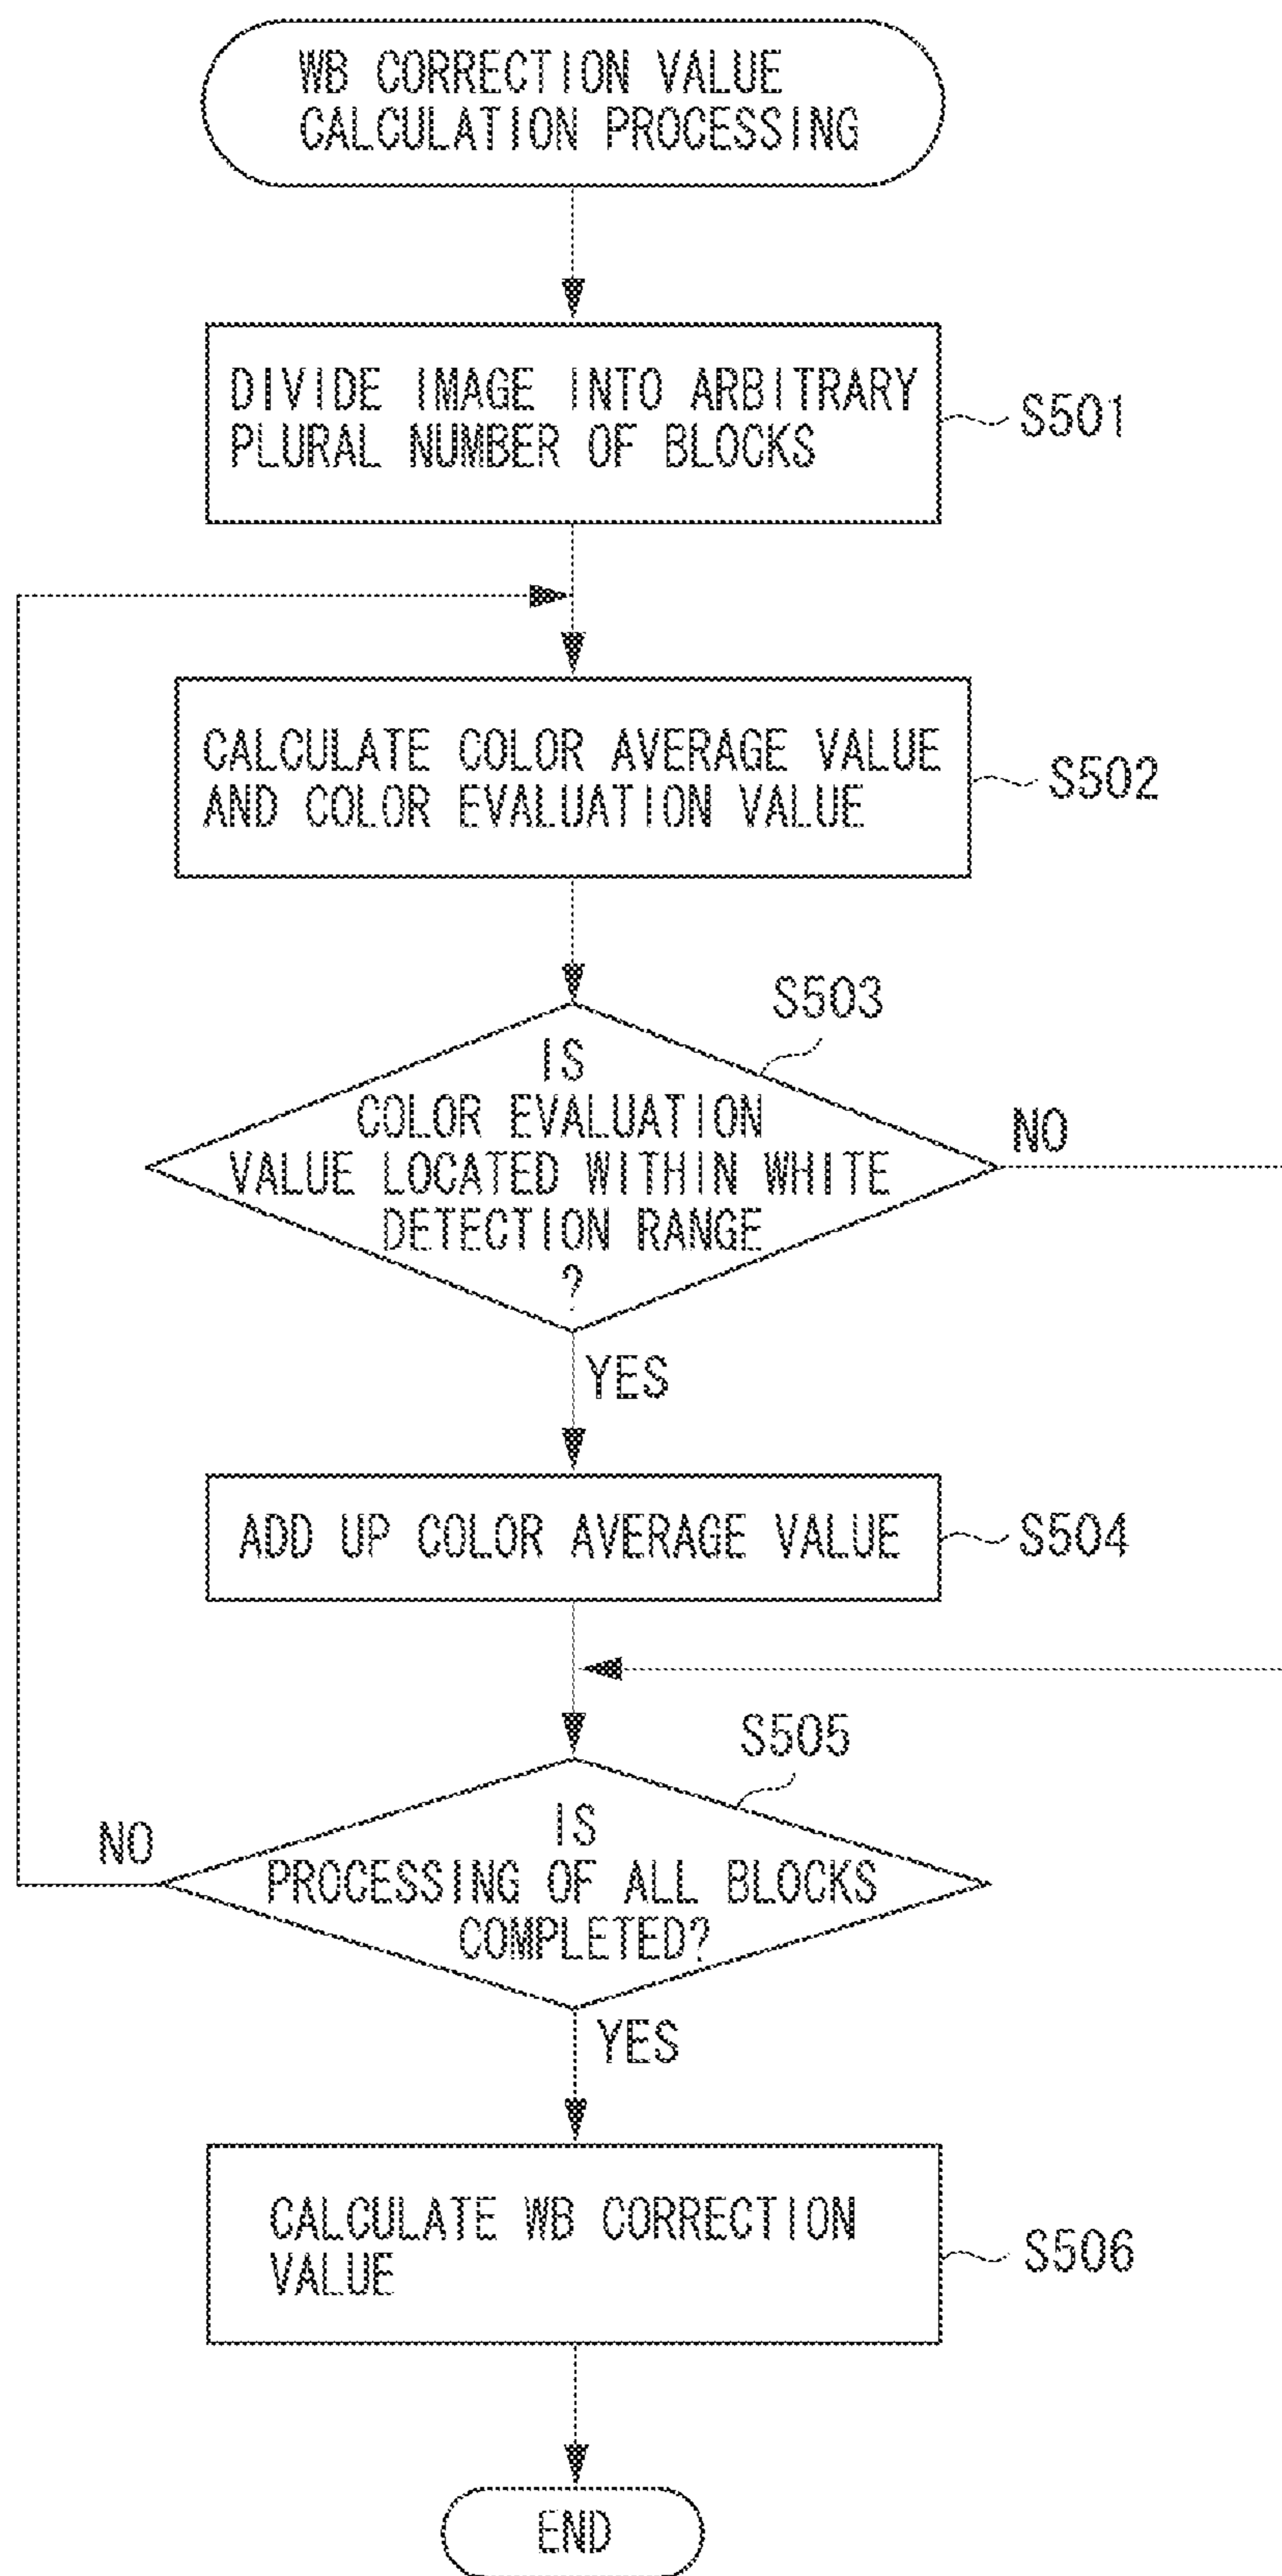 WB CORRECTION VALUE
CALCULATION PROCESSING
DIVIDE IMAGE INTO ARBITRARY
PLURAL NUMBER OF BLOCKS
S501
CALCULATE COLOR AVERAGE VALUE
AND COLOR EVALUATION VALUE
S502
S503
IS
COLOR EVALUATION
VALUE LOCATED WITHIN WHITE
DETECTION RANGE
?
NO
YES
ADD UP COLOR AVERAGE VALUE
S504
S505
IS
PROCESSING OF ALL BLOCKS
COMPLETED?
NO
YES
CALCULATE WB CORRECTION
VALUE
S506
END